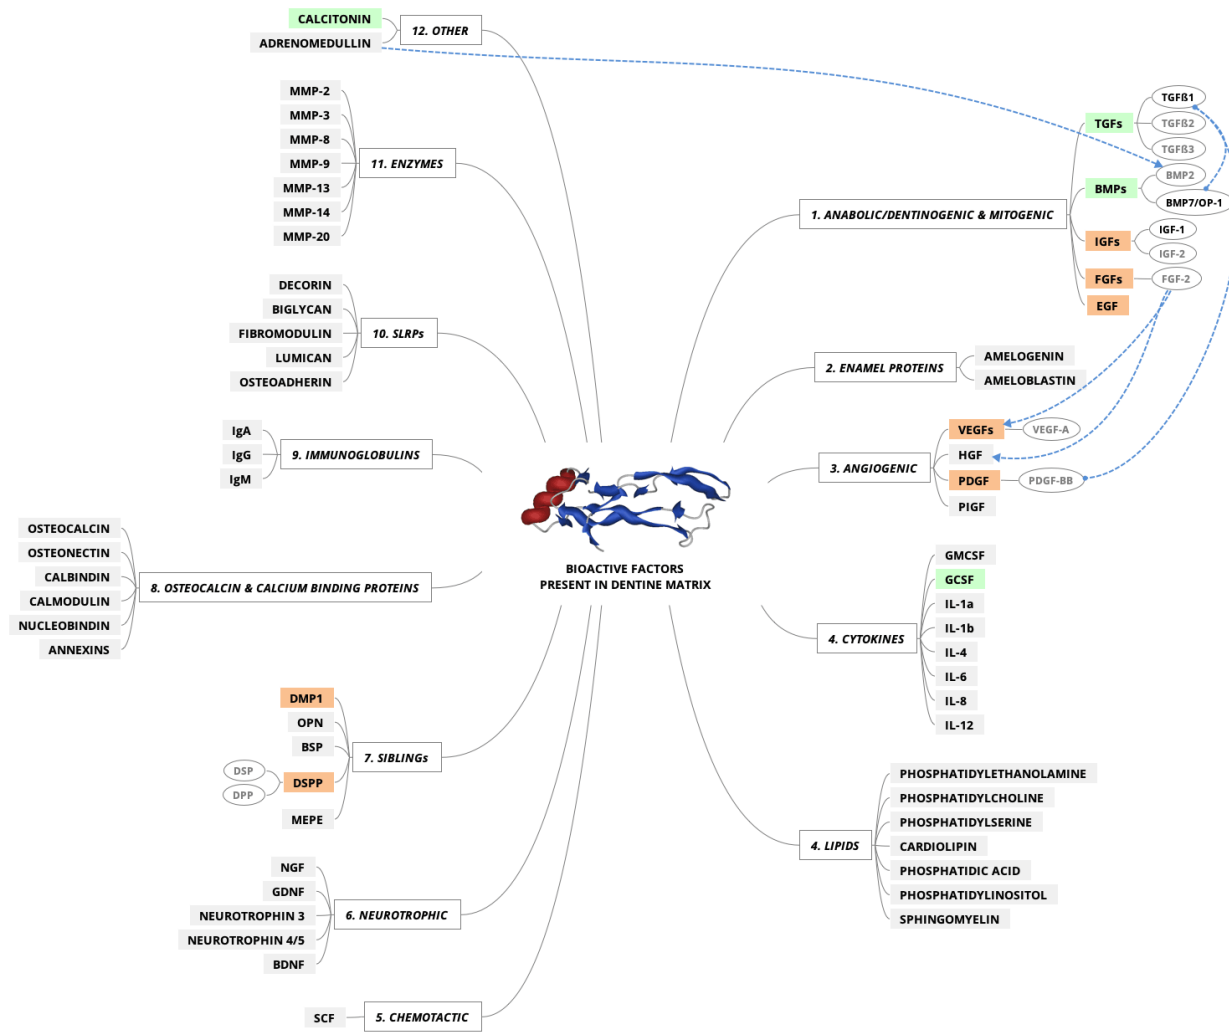 BIOACTIVE FACTORS
PRESENT IN DENTINE MATRIX
1. ANABOLIC/DENTINOGENIC & MITOGENIC
TGFs
TGFß1
TGFß2
TGFß3
BMPs
BMP2
BMP7/OP-1
IGFs
IGF-1
IGF-2
FGFs
FGF-2
EGF
2. ENAMEL PROTEINS
AMELOGENIN
AMELOBLASTIN
3. ANGIOGENIC
VEGFs
VEGF-A
HGF
PDGF
PDGF-BB
PIGF
4. CYTOKINES
GMCSF
GCSF
IL-1a
IL-1b
IL-4
IL-6
IL-8
IL-12
4. LIPIDS
PHOSPHATIDYLETHANOLAMINE
PHOSPHATIDYLCHOLINE
PHOSPHATIDYLSERINE
CARDIOLIPIN
PHOSPHATIDIC ACID
PHOSPHATIDYLINOSITOL
SPHINGOMYELIN
5. CHEMOTACTIC
SCF
6. NEUROTROPHIC
NGF
GDNF
NEUROTROPHIN 3
NEUROTROPHIN 4/5
BDNF
7. SIBLINGs
DMP1
OPN
BSP
DSPP
DSP
DPP
MEPE
8. OSTEOCALCIN & CALCIUM BINDING PROTEINS
OSTEOCALCIN
OSTEONECTIN
CALBINDIN
CALMODULIN
NUCLEOBINDIN
ANNEXINS
9. IMMUNOGLOBULINS
IgA
IgG
IgM
10. SLRPs
DECORIN
BIGLYCAN
FIBROMODULIN
LUMICAN
OSTEOADHERIN
11. ENZYMES
MMP-2
MMP-3
MMP-8
MMP-9
MMP-13
MMP-14
MMP-20
12. OTHER
CALCITONIN
ADRENOMEDULLIN